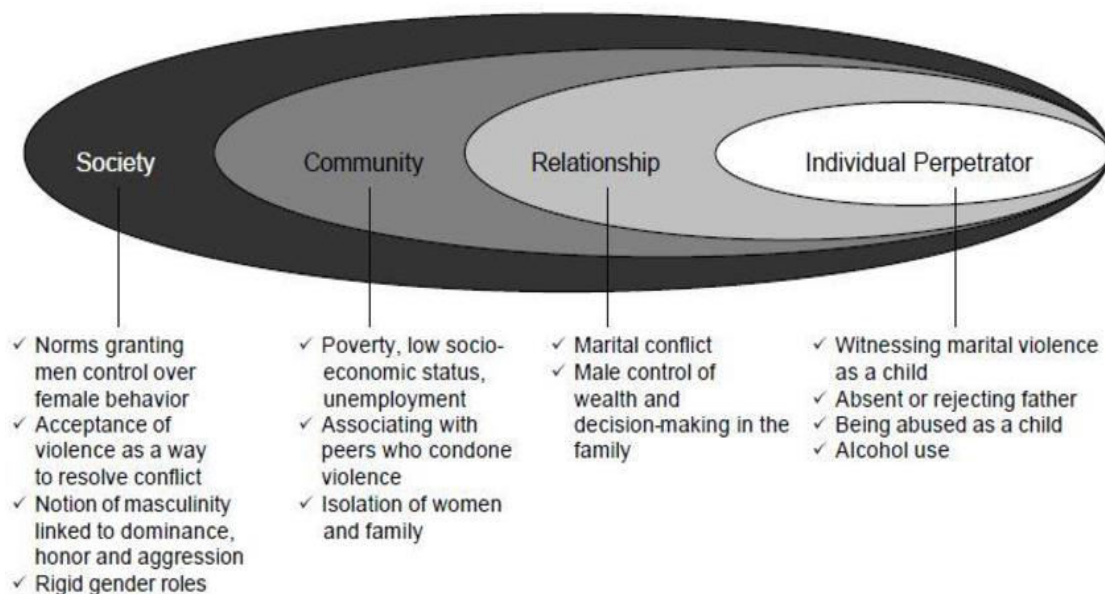 Society
Community
Relationship
Individual Perpetrator
✓ Norms granting
men control over
female behavior
✓ Acceptance of
violence as a way
to resolve conflict
✓ Notion of masculinity
linked to dominance,
honor and aggression
✓ Rigid gender roles
✓ Poverty, low socio-
economic status,
unemployment
✓ Associating with
peers who condone
violence
✓ Isolation of women
and family
✓ Marital conflict
✓ Male control of
wealth and
decision-making in the
family
✓ Witnessing marital violence
as a child
✓ Absent or rejecting father
✓ Being abused as a child
✓ Alcohol use